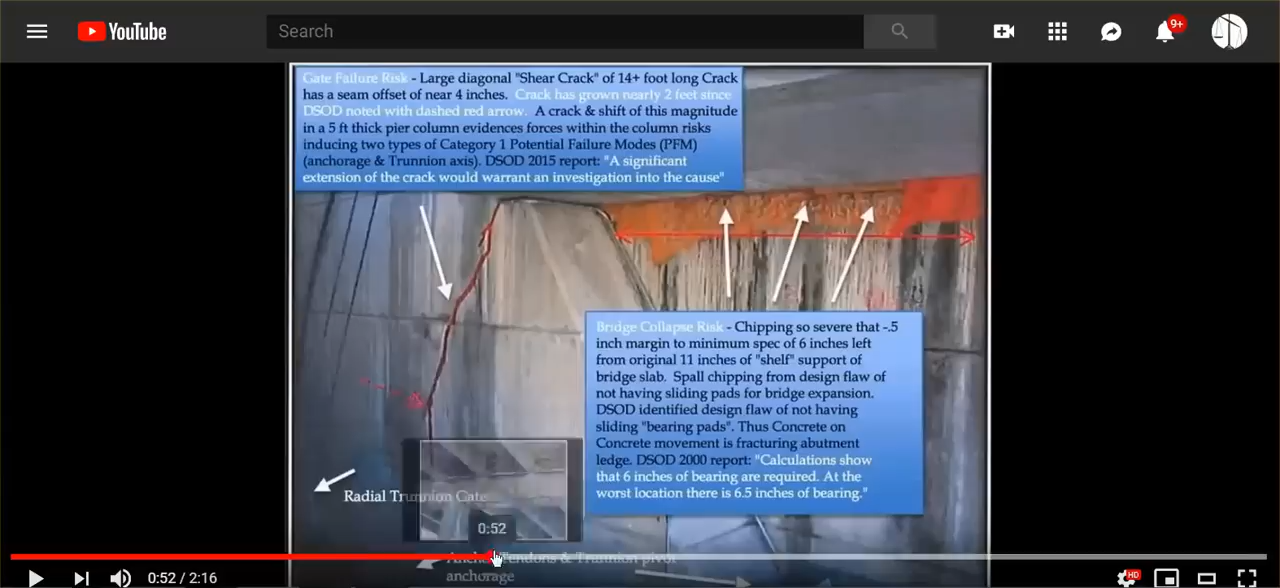 YouTube
Search
9+
Gate Failure Risk - Large diagonal "Shear Crack" of 14+ foot long Crack
has a seam offset of near 4 inches. Crack has grown nearly 2 feet since
DSOD noted with dashed red arrow. A crack & shift of this magnitude
in a 5 ft thick pier column evidences forces within the column risks
inducing two types of Category 1 Potential Failure Modes (PFM)
(anchorage & Trunnion axis). DSOD 2015 report: "A significant
extension of the crack would warrant an investigation into the cause"
Bridge Collapse Risk - Chipping so severe that -.5
inch margin to minimum spec of 6 inches left
from original 11 inches of "shelf" support of
bridge slab. Spall chipping from design flaw of
not having sliding pads for bridge expansion.
DSOD identified design flaw of not having
sliding "bearing pads". Thus Concrete on
Concrete movement is fracturing abutment
ledge. DSOD 2000 report: "Calculations show
that 6 inches of bearing are required. At the
worst location there is 6.5 inches of bearing."
Radial Trunnion Gate
0:52
Anchor Tendons & Trunnion pivot
anchorage
0:52 / 2:16
HD